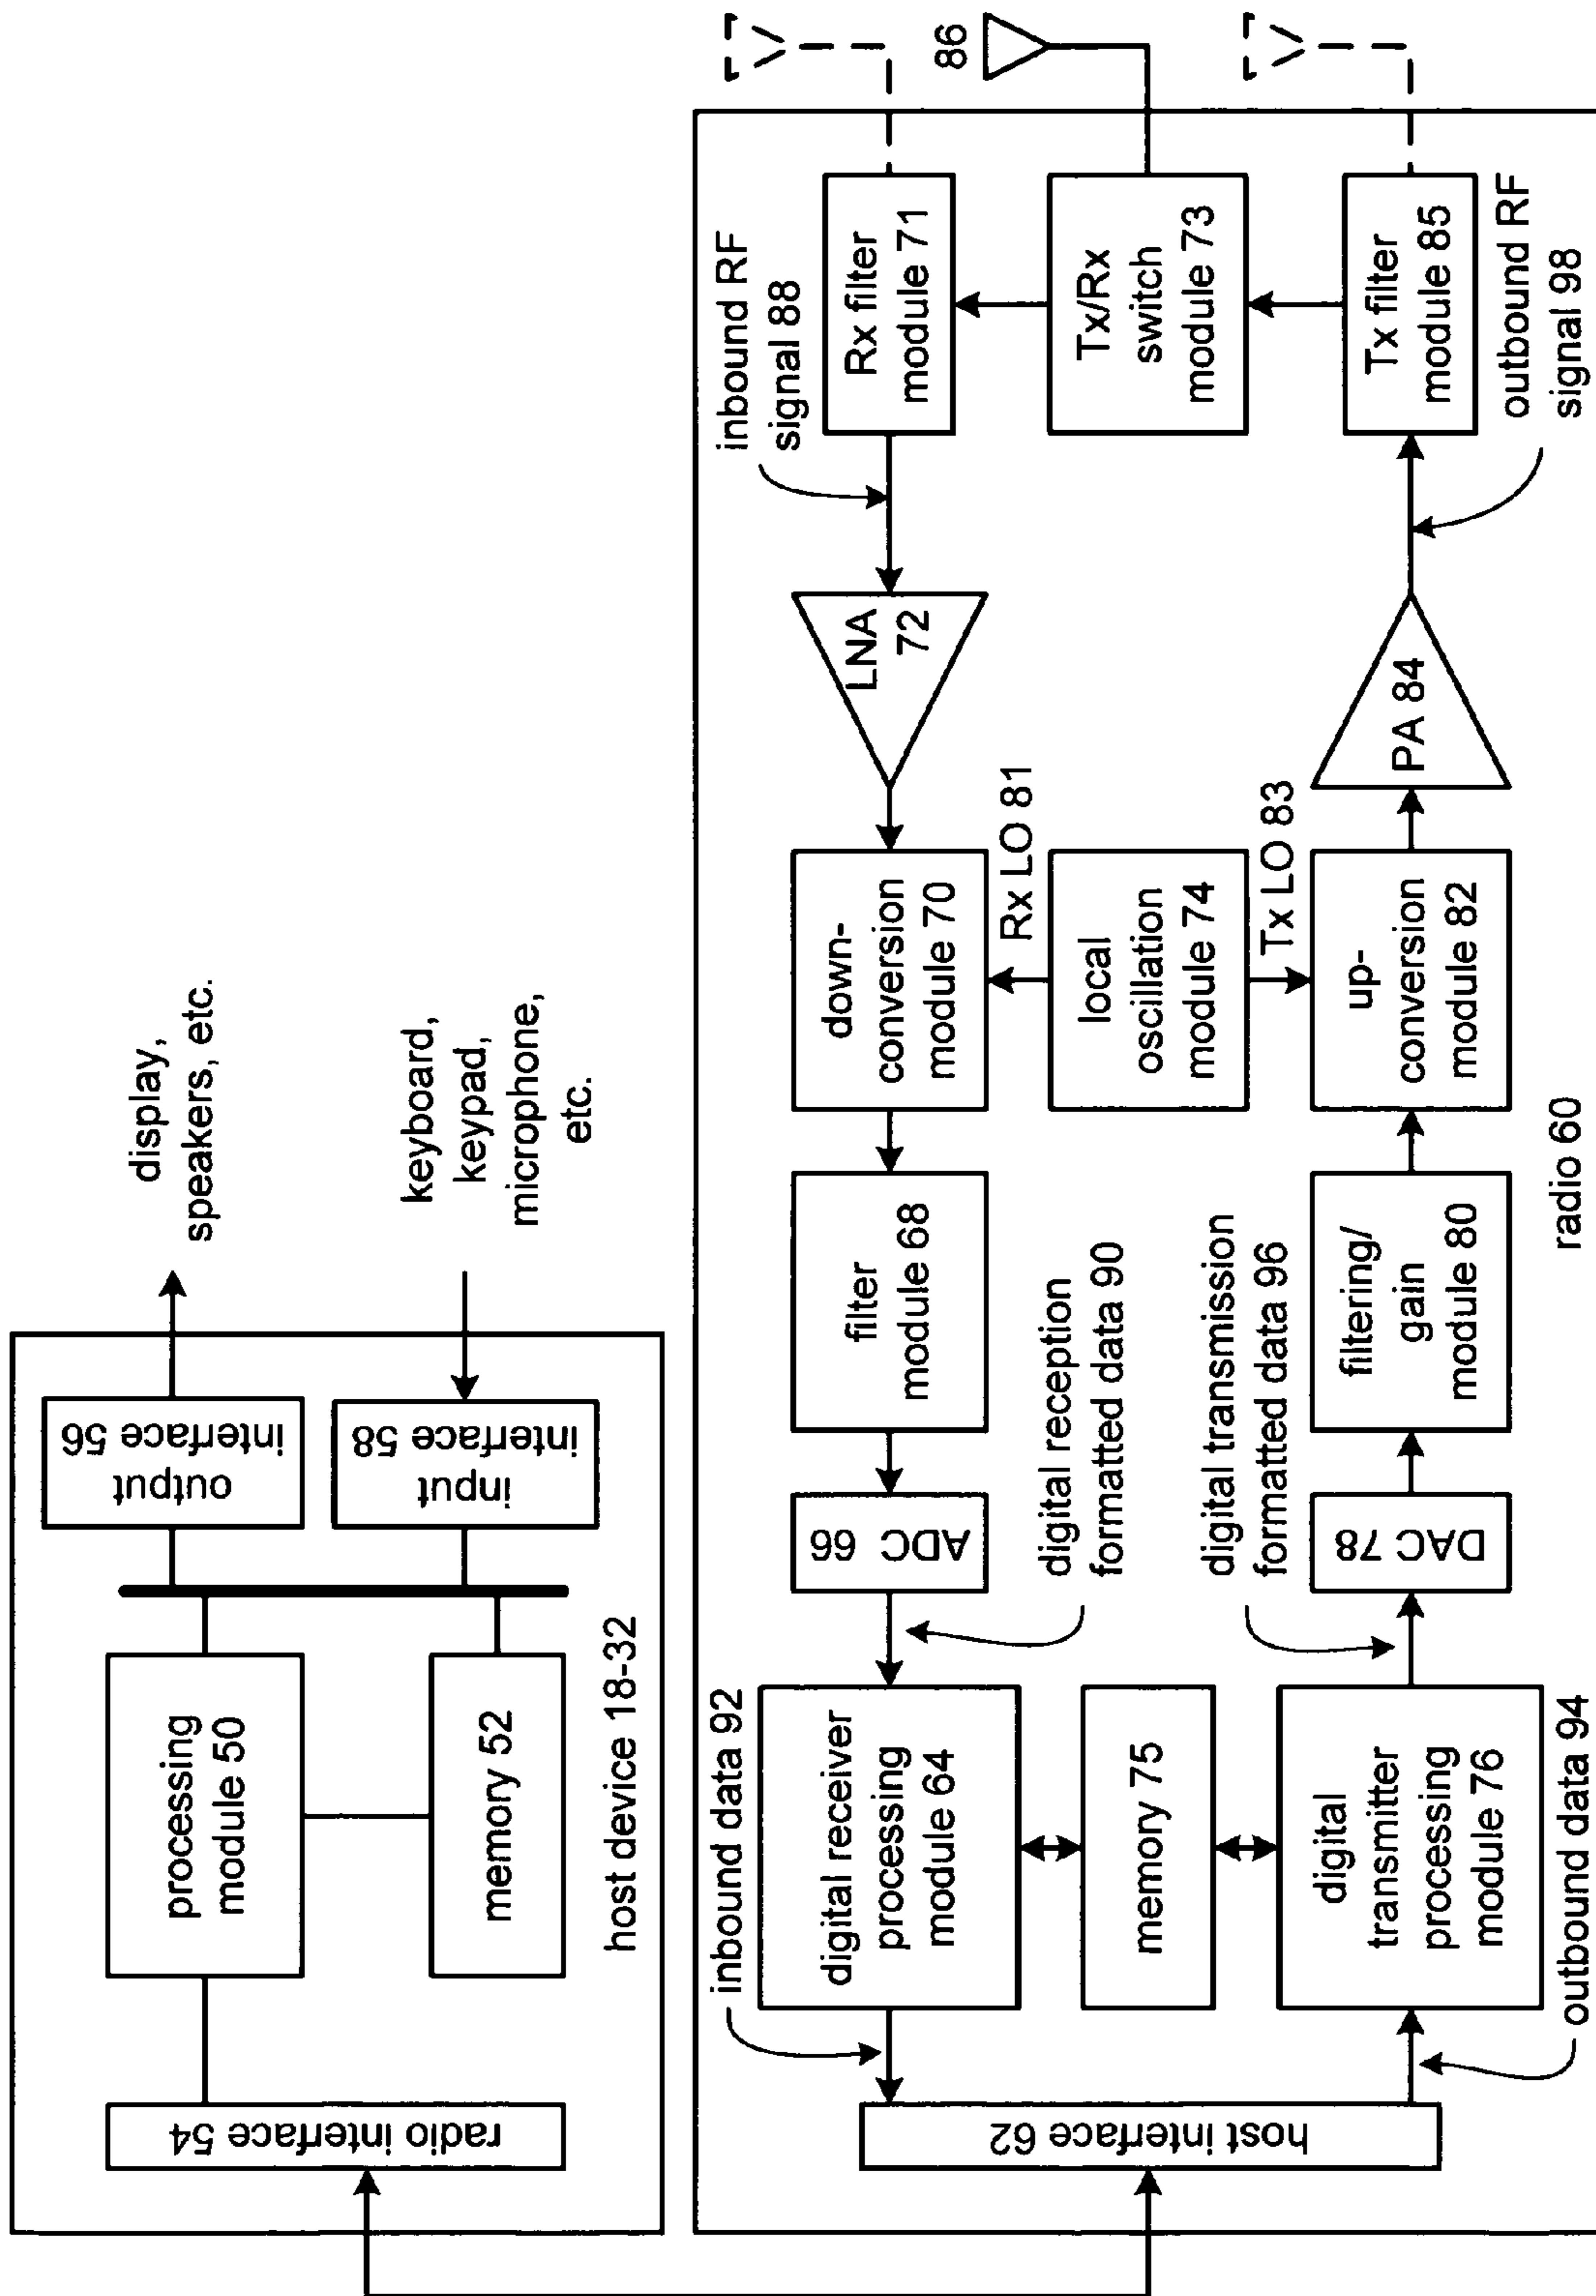 radio interface 54
processing
module 50
memory 52
output
interface 56
input
interface 58
display,
speakers, etc.
keyboard,
keypad,
microphone,
etc.
host device 18-32
host interface 62
inbound data 92
digital receiver
processing
module 64
memory 75
digital
transmitter
processing
module 76
outbound data 94
ADC 66
digital reception
formatted data 90
digital transmission
formatted data 96
DAC 78
filter
module 68
filtering/
gain
module 80
down-
conversion
module 70
Rx LO 81
local
oscillation
module 74
Tx LO 83
up-
conversion
module 82
radio 60
LNA
72
PA 84
inbound RF
signal 88
Rx filter
module 71
Tx/Rx
switch
module 73
Tx filter
module 85
outbound RF
signal 98
86